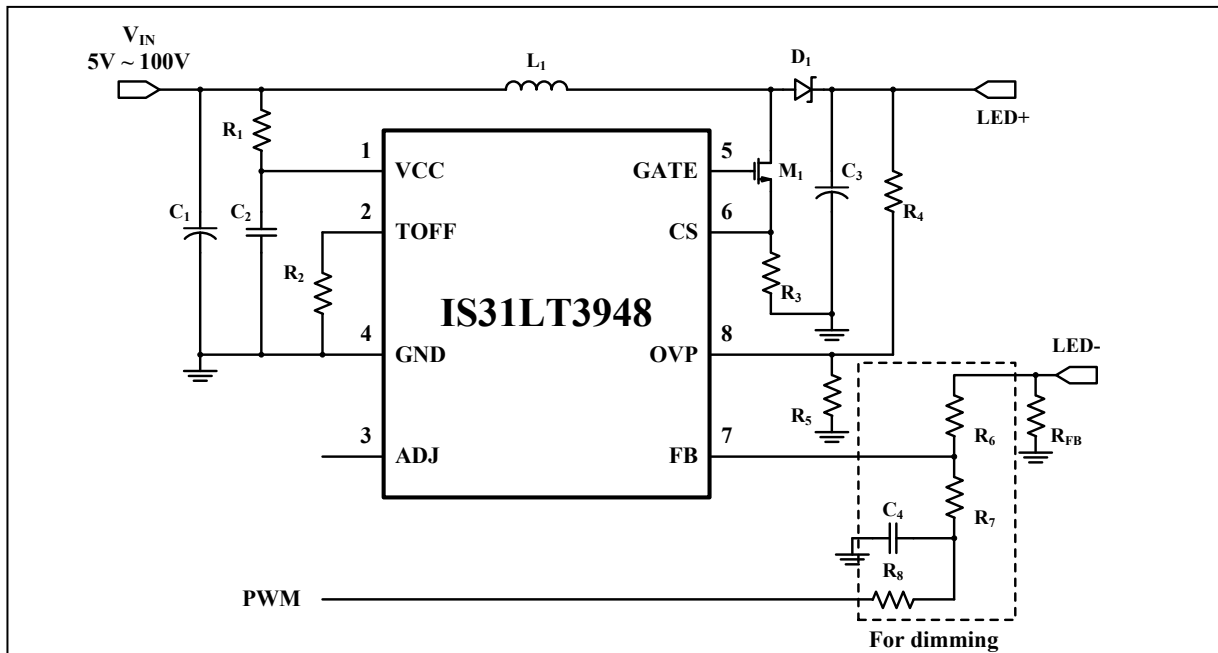 V_IN
5V ~ 100V
L₁
D₁
LED+
R₁
1
VCC
GATE
5
M₁
C₃
R₄
C₁
C₂
2
TOFF
CS
6
R₂
R₃
IS31LT3948
4
GND
OVP
8
LED-
R₅
R₆
R_FB
3
ADJ
FB
7
R₇
C₄
R₈
PWM
For dimming